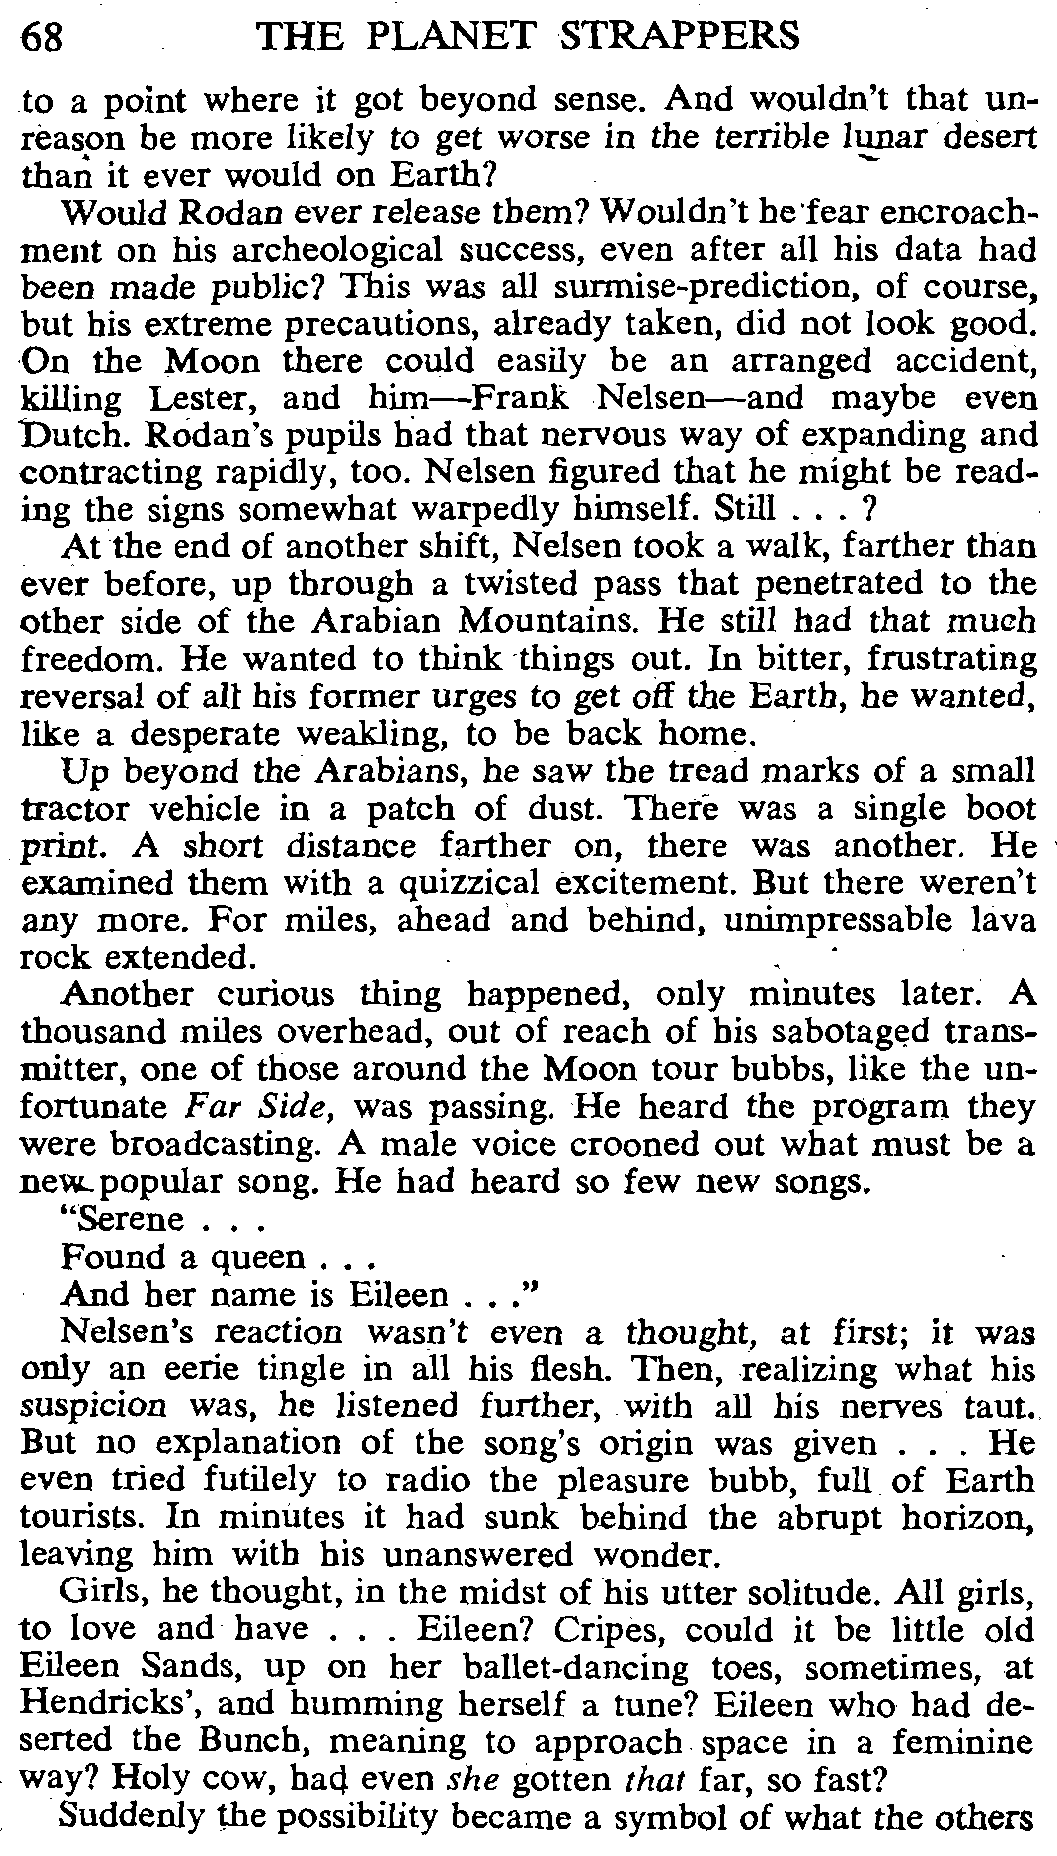 68 THE PLANET STRAPPERS
to a point where it got beyond sense. And wouldn't that un-
reason be more likely to get worse in the terrible lunar desert
than it ever would on Earth?
Would Rodan ever release them? Wouldn't he fear encroach-
ment on his archeological success, even after all his data had
been made public? This was all surmise-prediction, of course,
but his extreme precautions, already taken, did not look good.
On the Moon there could easily be an arranged accident,
killing Lester, and him—Frank Nelsen—and maybe even
Dutch. Rodan's pupils had that nervous way of expanding and
contracting rapidly, too. Nelsen figured that he might be read-
ing the signs somewhat warpedly himself. Still . . . ?
At the end of another shift, Nelsen took a walk, farther than
ever before, up through a twisted pass that penetrated to the
other side of the Arabian Mountains. He still had that much
freedom. He wanted to think things out. In bitter, frustrating
reversal of all his former urges to get off the Earth, he wanted,
like a desperate weakling, to be back home.
Up beyond the Arabians, he saw the tread marks of a small
tractor vehicle in a patch of dust. There was a single boot
print. A short distance farther on, there was another. He
examined them with a quizzical excitement. But there weren't
any more. For miles, ahead and behind, unimpressable lava
rock extended.
Another curious thing happened, only minutes later. A
thousand miles overhead, out of reach of his sabotaged trans-
mitter, one of those around the Moon tour bubbs, like the un-
fortunate Far Side, was passing. He heard the program they
were broadcasting. A male voice crooned out what must be a
new popular song. He had heard so few new songs.
"Serene . . .
Found a queen . . .
And her name is Eileen . . ."
Nelsen's reaction wasn't even a thought, at first; it was
only an eerie tingle in all his flesh. Then, realizing what his
suspicion was, he listened further, with all his nerves taut.
But no explanation of the song's origin was given . . . He
even tried futilely to radio the pleasure bubb, full of Earth
tourists. In minutes it had sunk behind the abrupt horizon,
leaving him with his unanswered wonder.
Girls, he thought, in the midst of his utter solitude. All girls,
to love and have . . . Eileen? Cripes, could it be little old
Eileen Sands, up on her ballet-dancing toes, sometimes, at
Hendricks', and humming herself a tune? Eileen who had de-
serted the Bunch, meaning to approach space in a feminine
way? Holy cow, had even she gotten that far, so fast?
Suddenly the possibility became a symbol of what the others